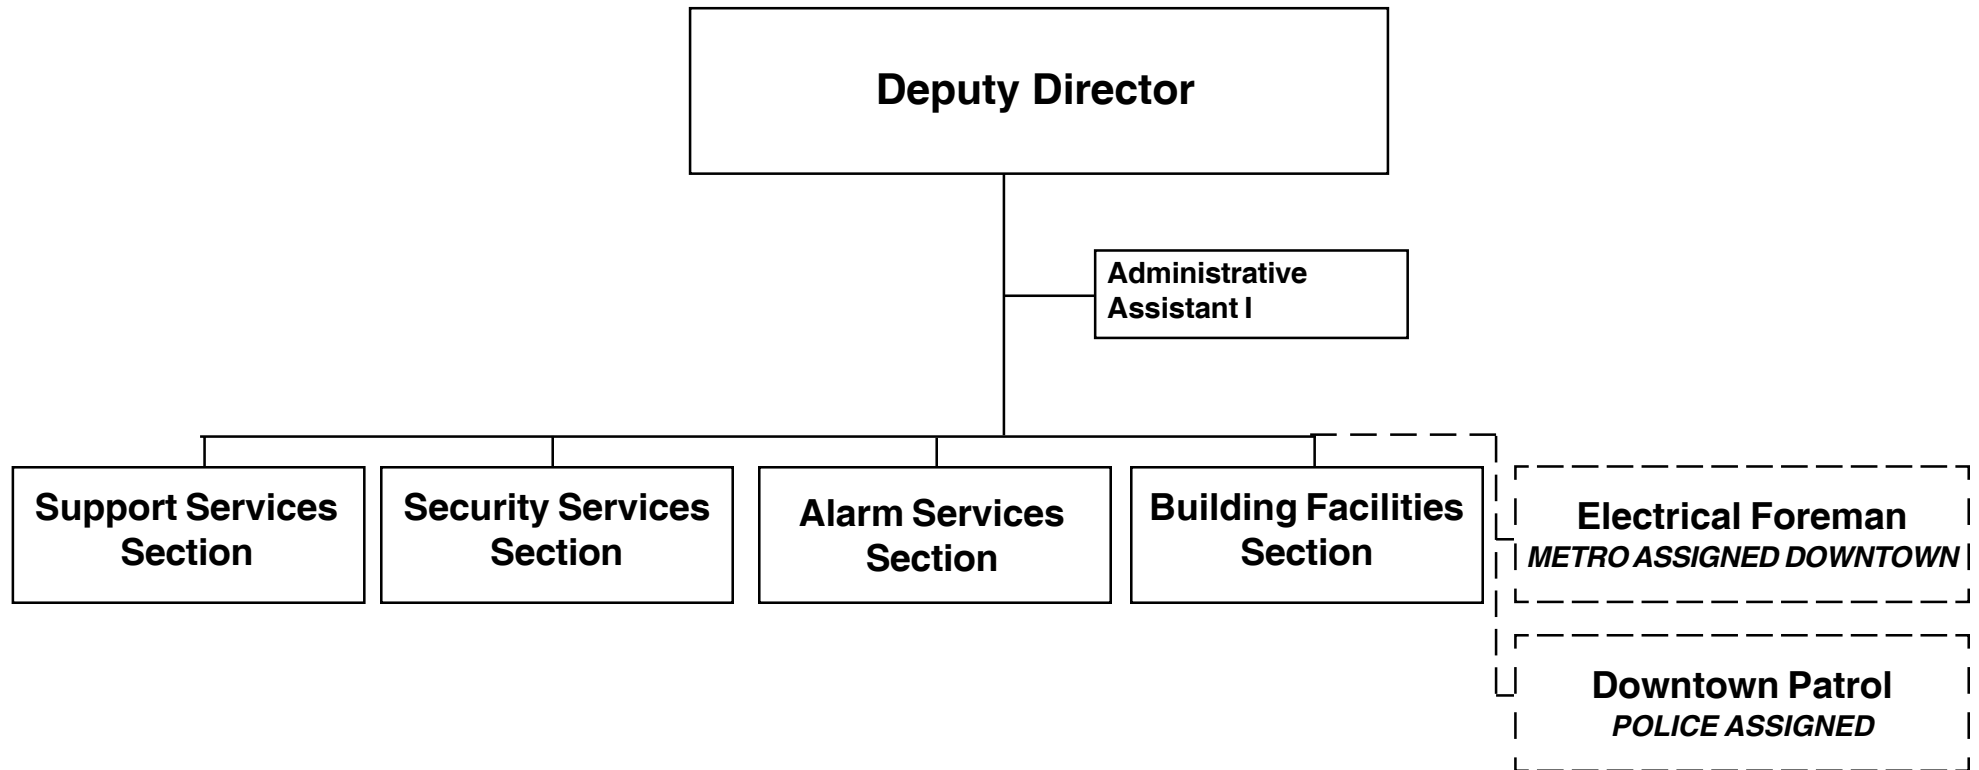 Deputy Director
Administrative
Assistant I
Support Services
Section
Security Services
Section
Alarm Services
Section
Building Facilities
Section
Electrical Foreman
METRO ASSIGNED DOWNTOWN
Downtown Patrol
POLICE ASSIGNED